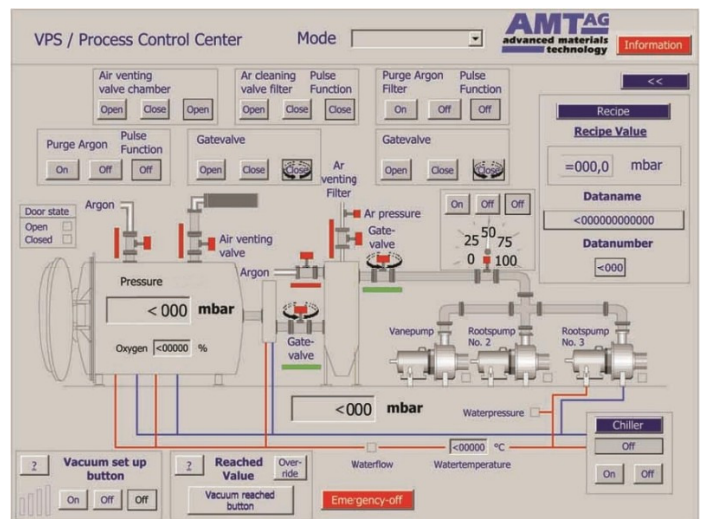 VPS / Process Control Center
Mode
AMTAG
advanced materials
technology
Information
<<
Air venting
valve chamber
Open Close Open
Ar cleaning
valve filter
Pulse
Function
Open Close Close
Purge Argon
Filter
Pulse
Function
On Off Off
Recipe
Recipe Value
=000,0 mbar
Dataname
<000000000000
Datanumber
<000
Purge Argon
Pulse
Function
On Off Off
Gatevalve
Open Close Close
Ar
venting
Filter
Gatevalve
Open Close Close
Door state
Open
Closed
Argon
Air venting
valve
Argon
Ar pressure
Gate-
valve
On Off Off
0 25 50 75 100
Pressure
<000 mbar
Oxygen <00000 %
Gate-
valve
Vanepump
Rootspump
No. 2
Rootspump
No. 3
<000 mbar
Waterpressure
Waterflow
<00000 °C
Watertemperature
Chiller
Off
On Off
? Vacuum set up
button
On Off Off
? Reached
Value
Over-
ride
Vacuum reached
button
Emergency-off